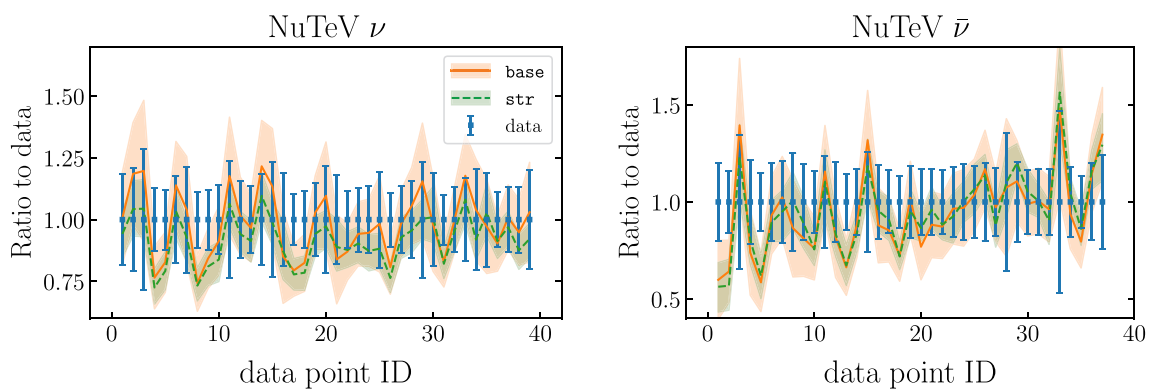 NuTeV ν
Ratio to data
1.50
1.25
1.00
0.75
base
str
data
0
10
20
30
40
data point ID
NuTeV ν̄
Ratio to data
1.5
1.0
0.5
0
10
20
30
40
data point ID